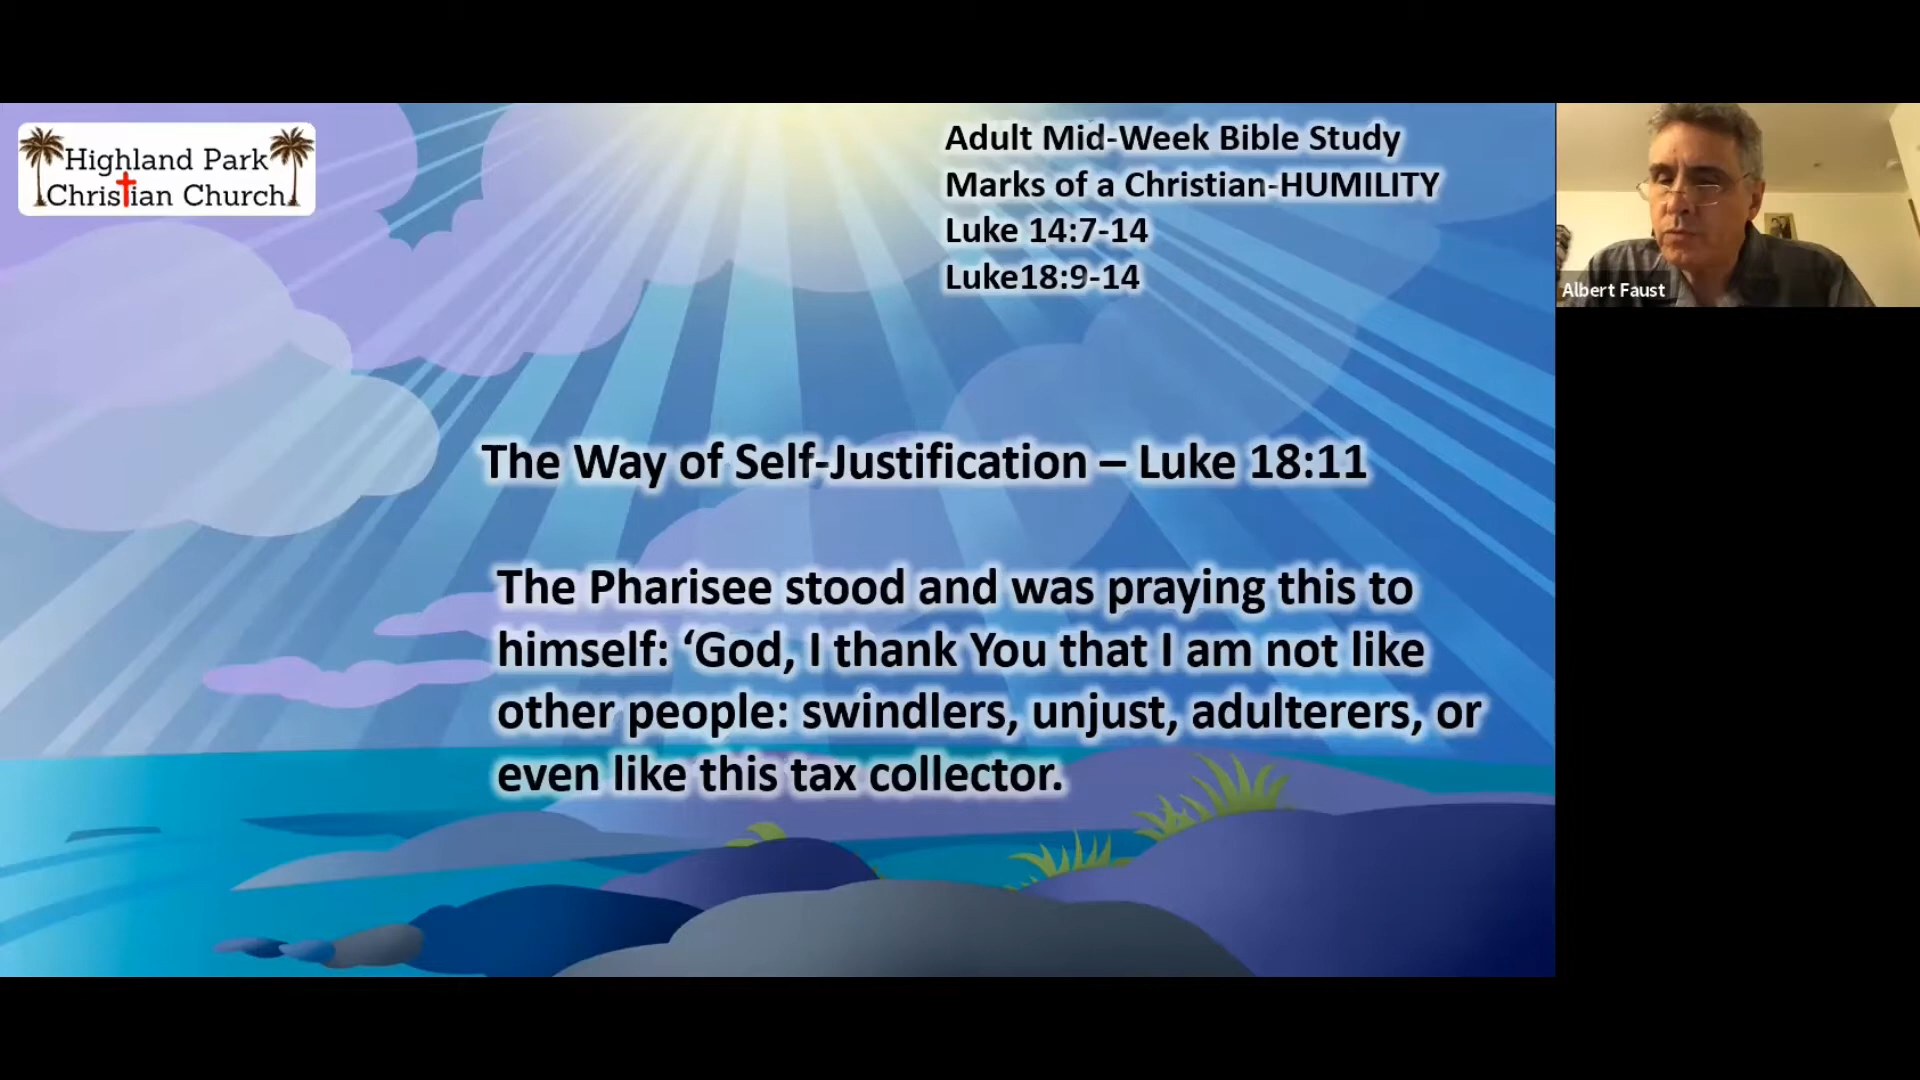 Highland Park
Christian Church
Adult Mid-Week Bible Study
Marks of a Christian-HUMILITY
Luke 14:7-14
Luke18:9-14
Albert Faust
The Way of Self-Justification – Luke 18:11
The Pharisee stood and was praying this to
himself: ‘God, I thank You that I am not like
other people: swindlers, unjust, adulterers, or
even like this tax collector.